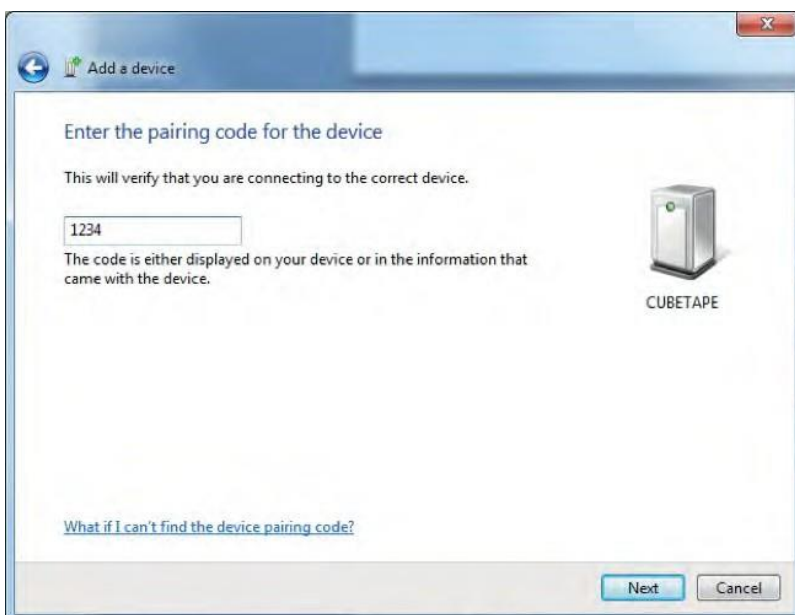 Add a device
Enter the pairing code for the device
This will verify that you are connecting to the correct device.
1234
The code is either displayed on your device or in the information that
came with the device.
CUBETAPE
What if I can't find the device pairing code?
Next
Cancel